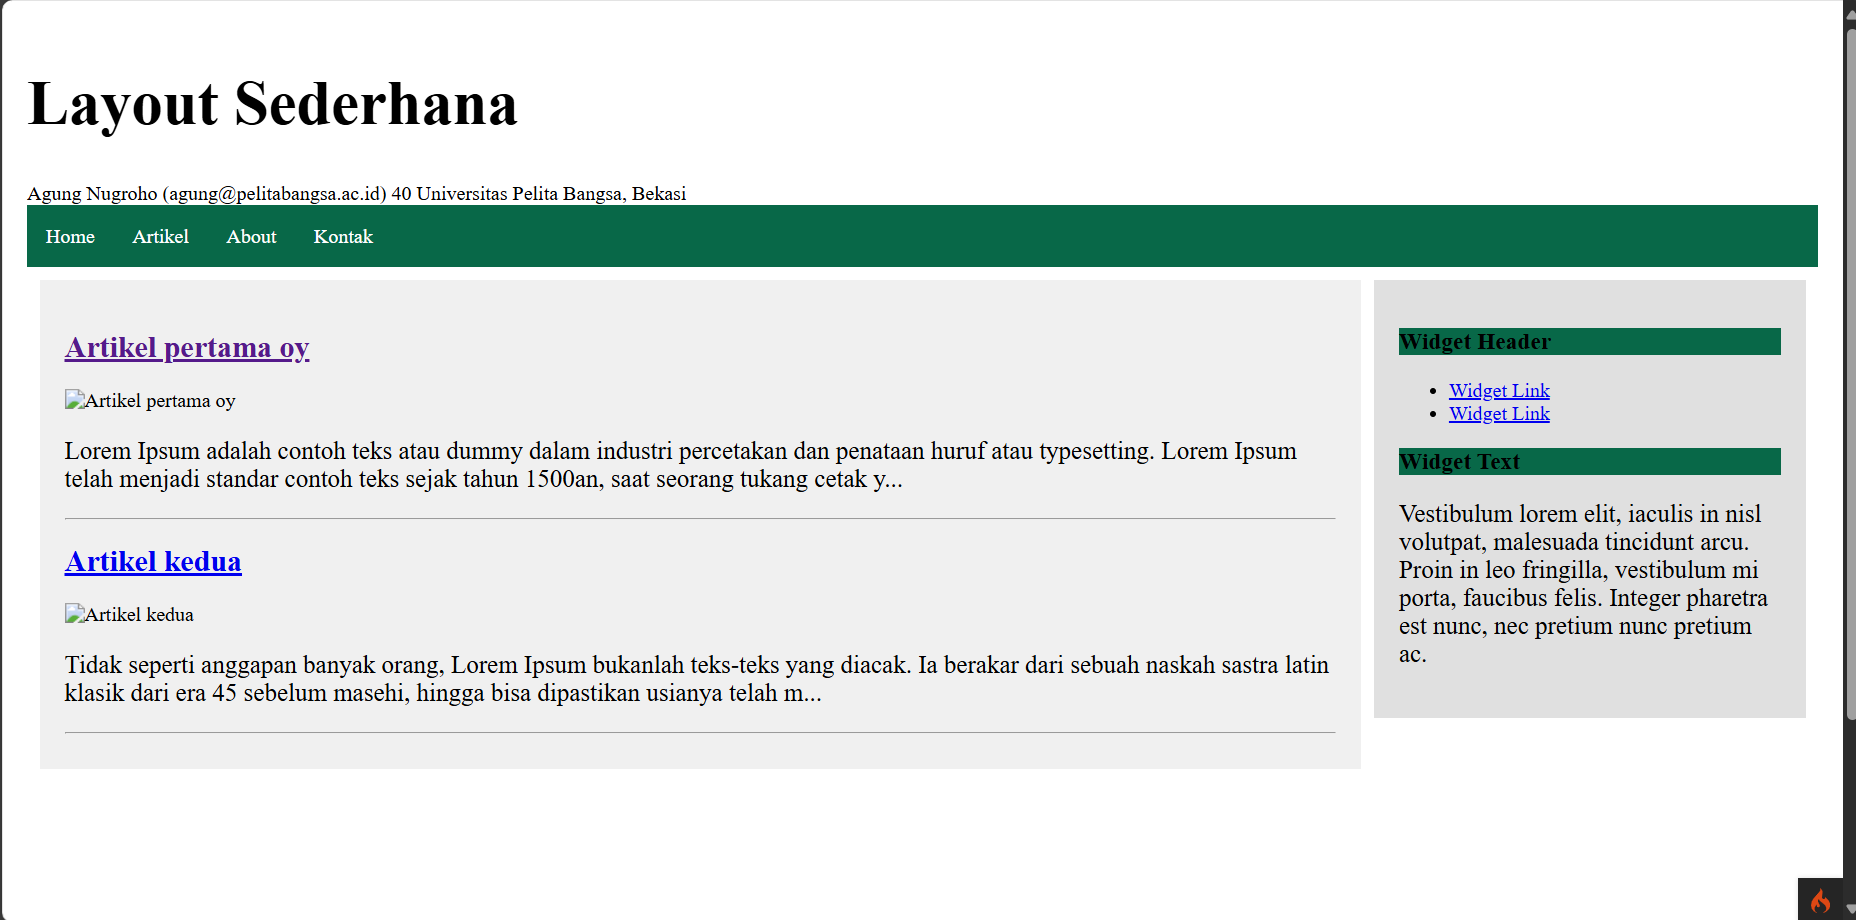 Layout Sederhana
Agung Nugroho (agung@pelitabangsa.ac.id) 40 Universitas Pelita Bangsa, Bekasi
Home Artikel About Kontak
Artikel pertama oy
Artikel pertama oy
Lorem Ipsum adalah contoh teks atau dummy dalam industri percetakan dan penataan huruf atau typesetting. Lorem Ipsum
telah menjadi standar contoh teks sejak tahun 1500an, saat seorang tukang cetak y...
Artikel kedua
Artikel kedua
Tidak seperti anggapan banyak orang, Lorem Ipsum bukanlah teks-teks yang diacak. Ia berakar dari sebuah naskah sastra latin
klasik dari era 45 sebelum masehi, hingga bisa dipastikan usianya telah m...
Widget Header
Widget Link
Widget Link
Widget Text
Vestibulum lorem elit, iaculis in nisl
volutpat, malesuada tincidunt arcu.
Proin in leo fringilla, vestibulum mi
porta, faucibus felis. Integer pharetra
est nunc, nec pretium nunc pretium
ac.